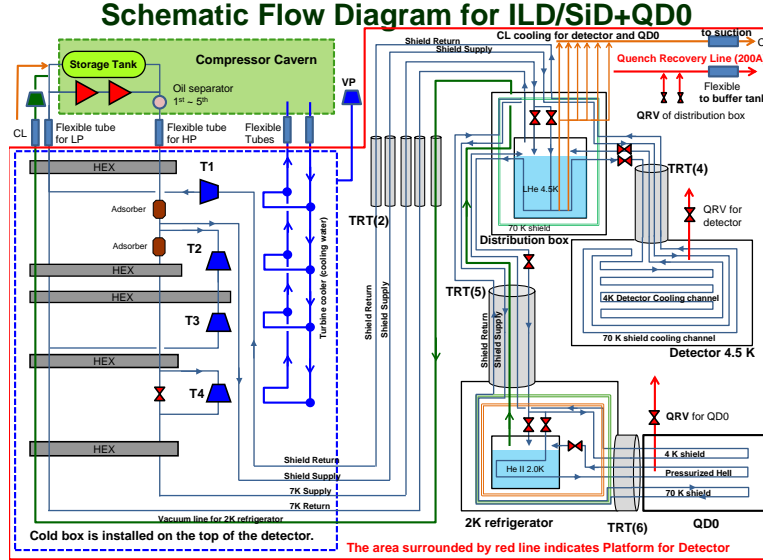 Schematic Flow Diagram for ILD/SiD+QD0
Shield Return
Shield Supply
CL cooling for detector and QD0
to suction
C
Compressor Cavern
Storage Tank
VP
Oil separator
1st ~ 5th
Quench Recovery Line (200A
Flexible
to buffer tank
QRV of distribution box
CL
Flexible tube
for LP
Flexible tube
for HP
Flexible
Tubes
HEX
T1
Adsorber
Adsorber
T2
HEX
HEX
T3
HEX
T4
HEX
Turbine cooler (cooling water)
TRT(2)
LHe 4.5K
70 K shield
Distribution box
TRT(4)
QRV for
detector
4K Detector Cooling channel
70 K shield cooling channel
Detector 4.5 K
TRT(5)
Shield Return
Shield Supply
Shield Return
Shield Supply
QRV for QD0
He II 2.0K
4 K shield
Pressurized HeII
70 K shield
Shield Return
Shield Supply
7K Supply
7K Return
Vacuum line for 2K refrigerator
2K refrigerator
TRT(6)
QD0
Cold box is installed on the top of the detector.
The area surrounded by red line indicates Platform for Detector